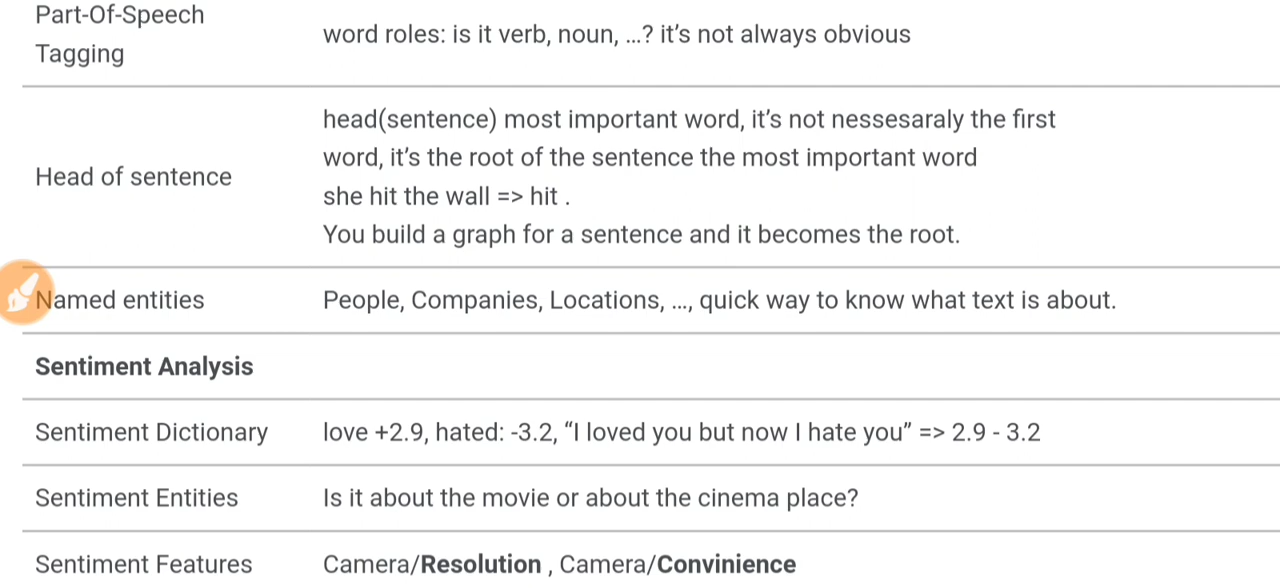 Part-Of-Speech
Tagging
word roles: is it verb, noun, ...? it's not always obvious
Head of sentence
head(sentence) most important word, it's not nessesaraly the first
word, it's the root of the sentence the most important word
she hit the wall => hit .
You build a graph for a sentence and it becomes the root.
Named entities
People, Companies, Locations, ..., quick way to know what text is about.
Sentiment Analysis
Sentiment Dictionary
love +2.9, hated: -3.2, “I loved you but now I hate you” => 2.9 - 3.2
Sentiment Entities
Is it about the movie or about the cinema place?
Sentiment Features
Camera/Resolution , Camera/Convinience